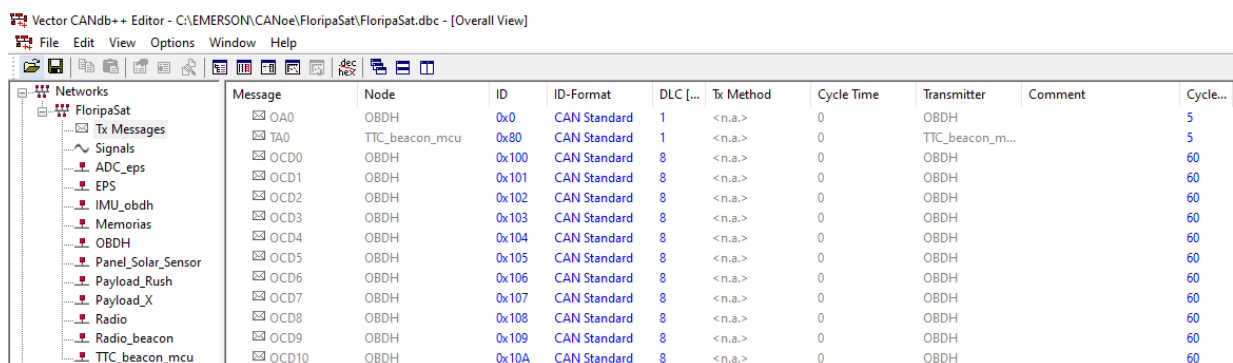 Vector CANdb++ Editor - C:\EMERSON\CANoe\FloripaSat\FloripaSat.dbc - [Overall View]
File Edit View Options Window Help
dec hex
Networks
FloripaSat
Tx Messages
Signals
ADC_eps
EPS
IMU_obdh
Memorias
OBDH
Panel_Solar_Sensor
Payload_Rush
Payload_X
Radio
Radio_beacon
TTC_beacon_mcu
Message Node ID ID-Format DLC [... Tx Method Cycle Time Transmitter Comment Cycle...
OA0 OBDH 0x0 CAN Standard 1 <n.a.> 0 OBDH 5
TA0 TTC_beacon_mcu 0x80 CAN Standard 1 <n.a.> 0 TTC_beacon_m... 5
OCD0 OBDH 0x100 CAN Standard 8 <n.a.> 0 OBDH 60
OCD1 OBDH 0x101 CAN Standard 8 <n.a.> 0 OBDH 60
OCD2 OBDH 0x102 CAN Standard 8 <n.a.> 0 OBDH 60
OCD3 OBDH 0x103 CAN Standard 8 <n.a.> 0 OBDH 60
OCD4 OBDH 0x104 CAN Standard 8 <n.a.> 0 OBDH 60
OCD5 OBDH 0x105 CAN Standard 8 <n.a.> 0 OBDH 60
OCD6 OBDH 0x106 CAN Standard 8 <n.a.> 0 OBDH 60
OCD7 OBDH 0x107 CAN Standard 8 <n.a.> 0 OBDH 60
OCD8 OBDH 0x108 CAN Standard 8 <n.a.> 0 OBDH 60
OCD9 OBDH 0x109 CAN Standard 8 <n.a.> 0 OBDH 60
OCD10 OBDH 0x10A CAN Standard 8 <n.a.> 0 OBDH 60